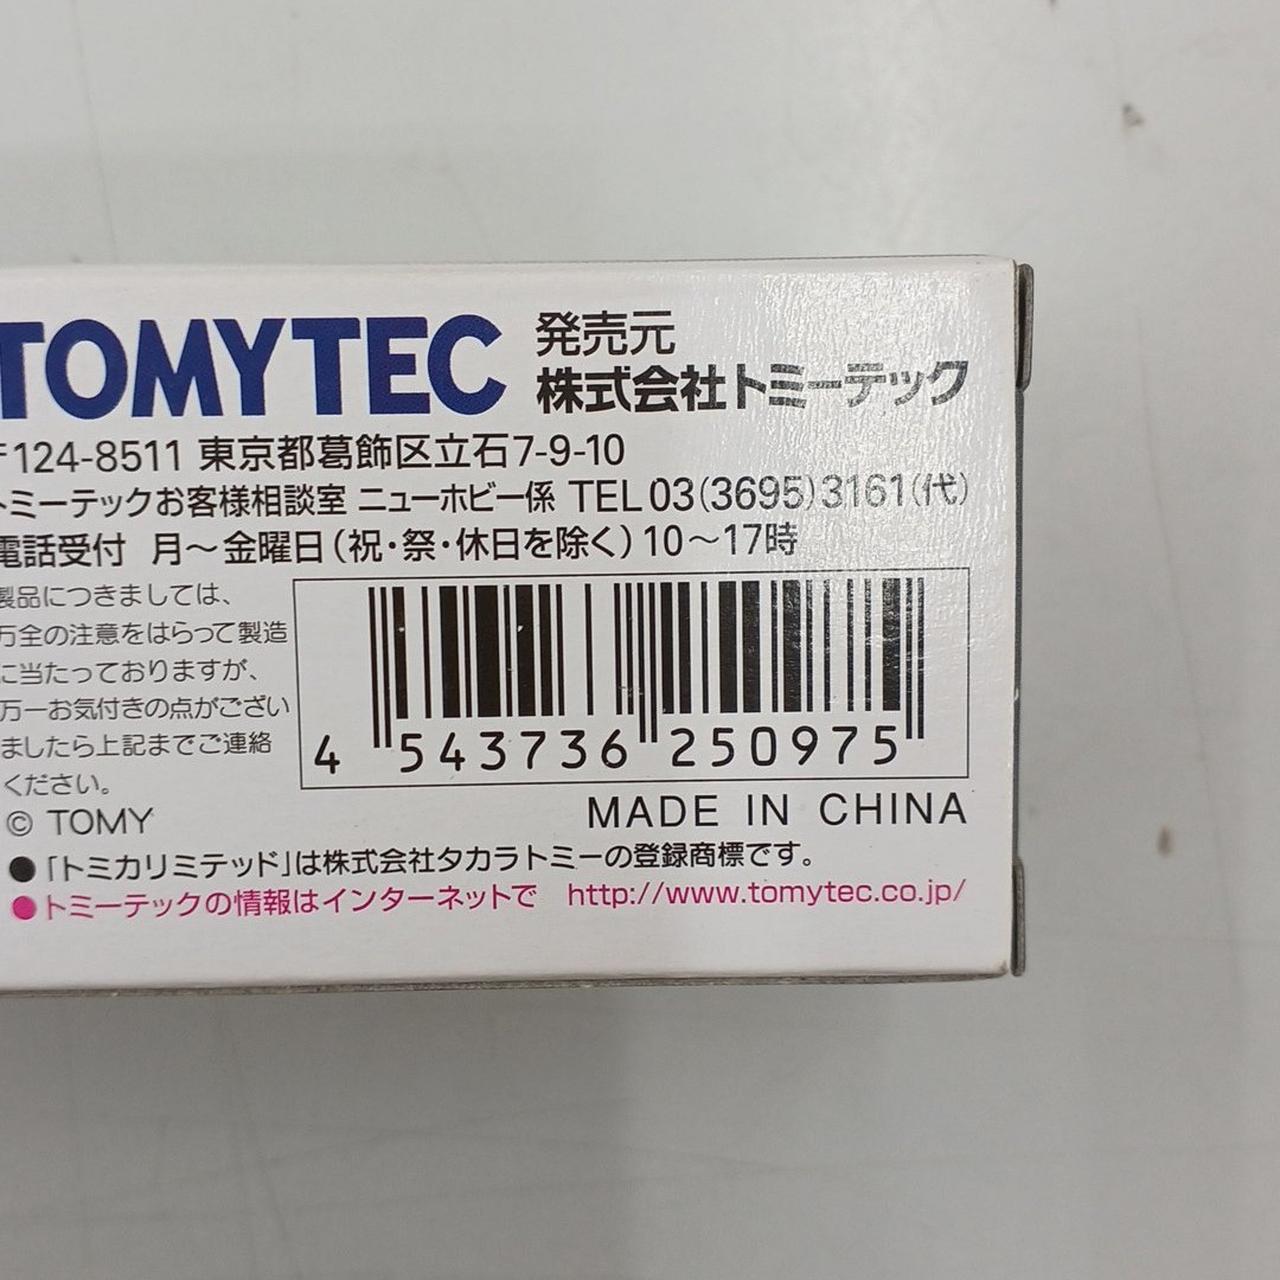 TOMYTEC 発売元
株式会社トミーテック
〒124-8511 東京都葛飾区立石7-9-10
トミーテックお客様相談室 ニューホビー係 TEL 03(3695)3161(代)
電話受付 月～金曜日(祝・祭・休日を除く)10～17時
製品につきましては、
万全の注意をはらって製造
に当たっておりますが、
万一お気付きの点がござい
ましたら上記までご連絡
ください。
4 543736 250975
© TOMY
MADE IN CHINA
●「トミカリミテッド」は株式会社タカラトミーの登録商標です。
●トミーテックの情報はインターネットで http://www.tomytec.co.jp/